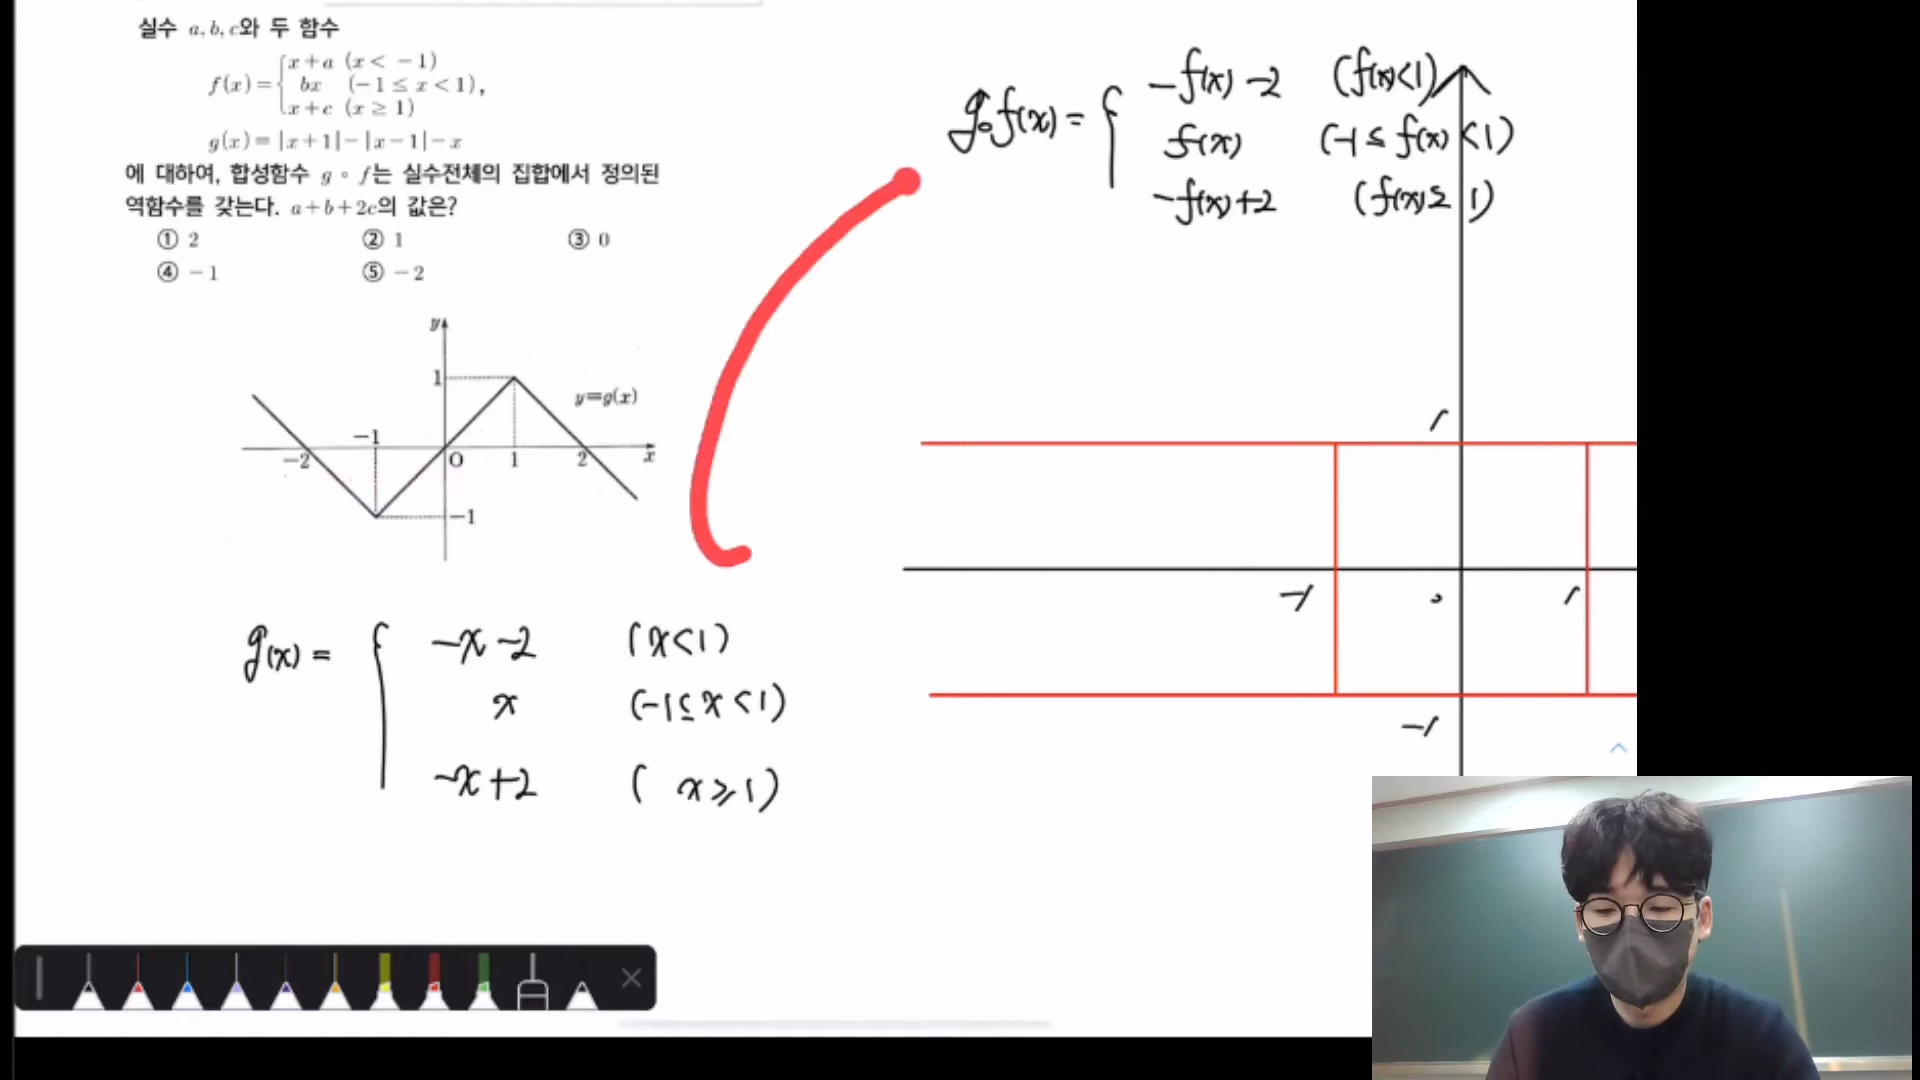 실수 a, b, c와 두 함수
f(x)= { x+a (x < -1)
bx (-1 ≤ x < 1),
x+c (x ≥ 1)
g(x)= |x+1|-|x-1|-x
에 대하여, 합성함수 g∘f는 실수전체의 집합에서 정의된
역함수를 갖는다. a+b+2c의 값은?
① 2 ② 1 ③ 0
④ -1 ⑤ -2
y
1
y=g(x)
-1
-2 O 1 2 x
-1
g(x) = { -x-2 (x<1)
x (-1≤x<1)
-x+2 ( x≥1)
g∘f(x) = { -f(x)-2 (f(x)<1)
f(x) (-1≤f(x)<1)
-f(x)+2 (f(x)≥1)
1
-1 0 1
-1